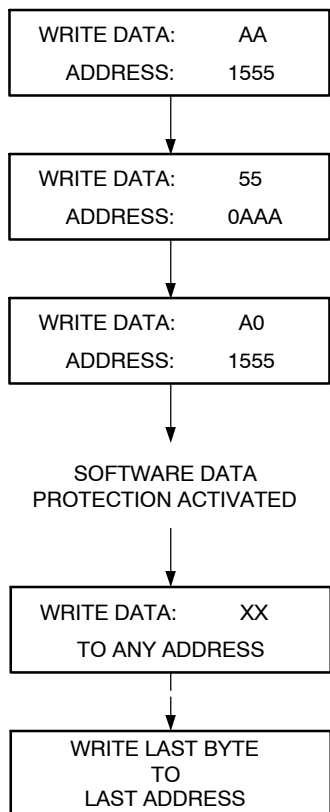 WRITE DATA: AA
ADDRESS: 1555
WRITE DATA: 55
ADDRESS: 0AAA
WRITE DATA: A0
ADDRESS: 1555
SOFTWARE DATA
PROTECTION ACTIVATED
WRITE DATA: XX
TO ANY ADDRESS
WRITE LAST BYTE
TO
LAST ADDRESS